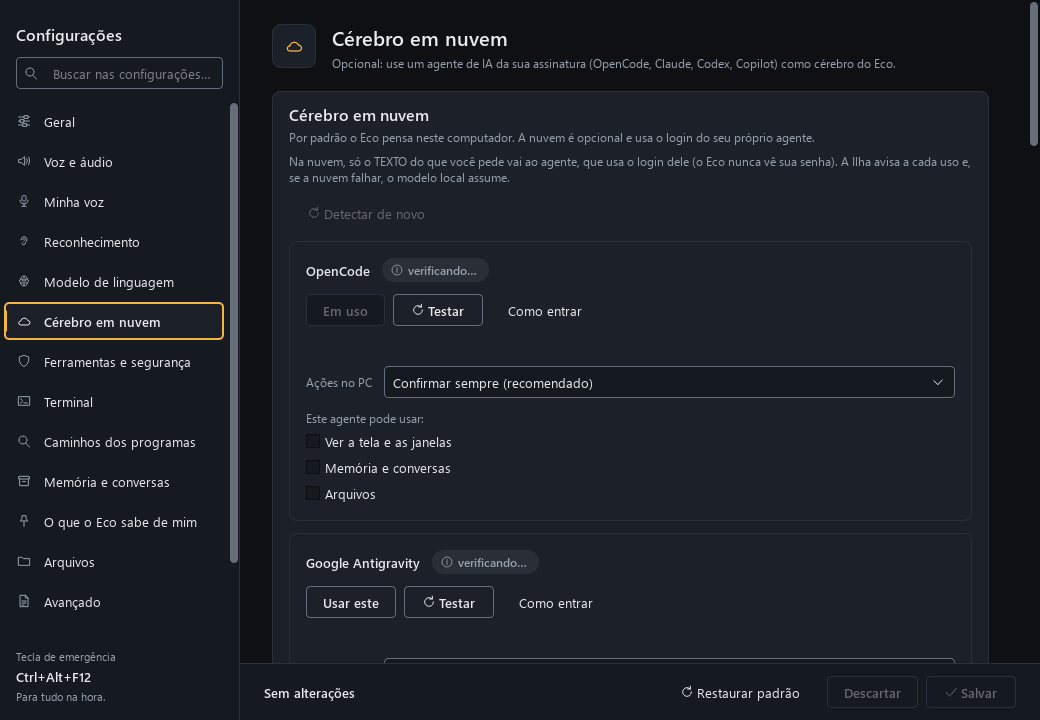 Configurações
Buscar nas configurações...
Geral
Voz e áudio
Minha voz
Reconhecimento
Modelo de linguagem
Cérebro em nuvem
Ferramentas e segurança
Terminal
Caminhos dos programas
Memória e conversas
O que o Eco sabe de mim
Arquivos
Avançado
Tecla de emergência
Ctrl+Alt+F12
Para tudo na hora.
Cérebro em nuvem
Opcional: use um agente de IA da sua assinatura (OpenCode, Claude, Codex, Copilot) como cérebro do Eco.
Cérebro em nuvem
Por padrão o Eco pensa neste computador. A nuvem é opcional e usa o login do seu próprio agente.
Na nuvem, só o TEXTO do que você pede vai ao agente, que usa o login dele (o Eco nunca vê sua senha). A Ilha avisa a cada uso e,
se a nuvem falhar, o modelo local assume.
Detectar de novo
OpenCode verificando...
Em uso Testar Como entrar
Ações no PC Confirmar sempre (recomendado)
Este agente pode usar:
Ver a tela e as janelas
Memória e conversas
Arquivos
Google Antigravity verificando...
Usar este Testar Como entrar
Sem alterações Restaurar padrão Descartar Salvar